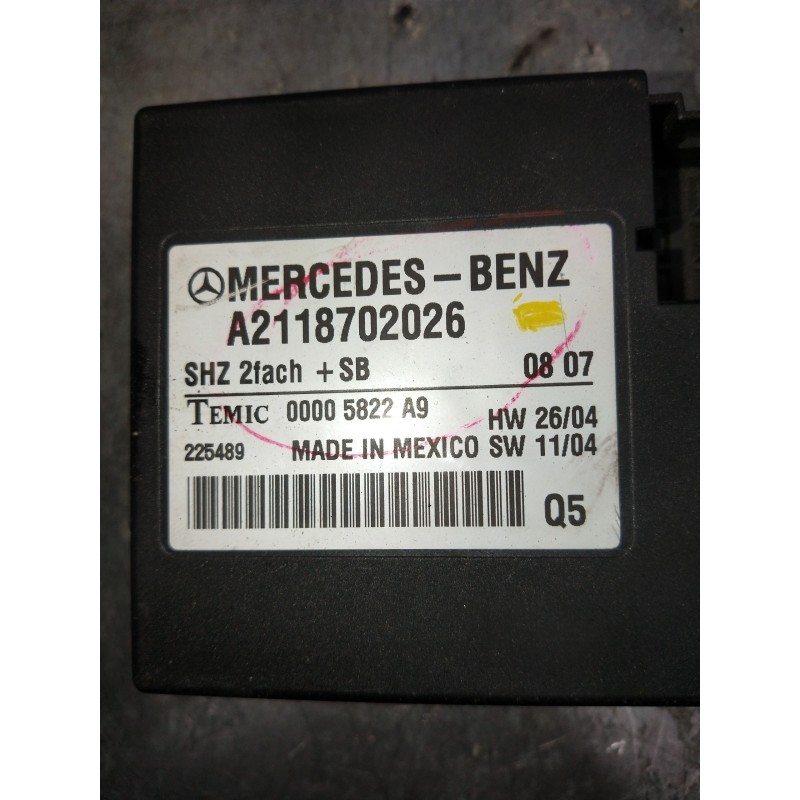 MERCEDES-BENZ
A2118702026
SHZ 2fach + SB 08 07
TEMIC 0000 5822 A9 HW 26/04
225489 MADE IN MEXICO SW 11/04
Q5